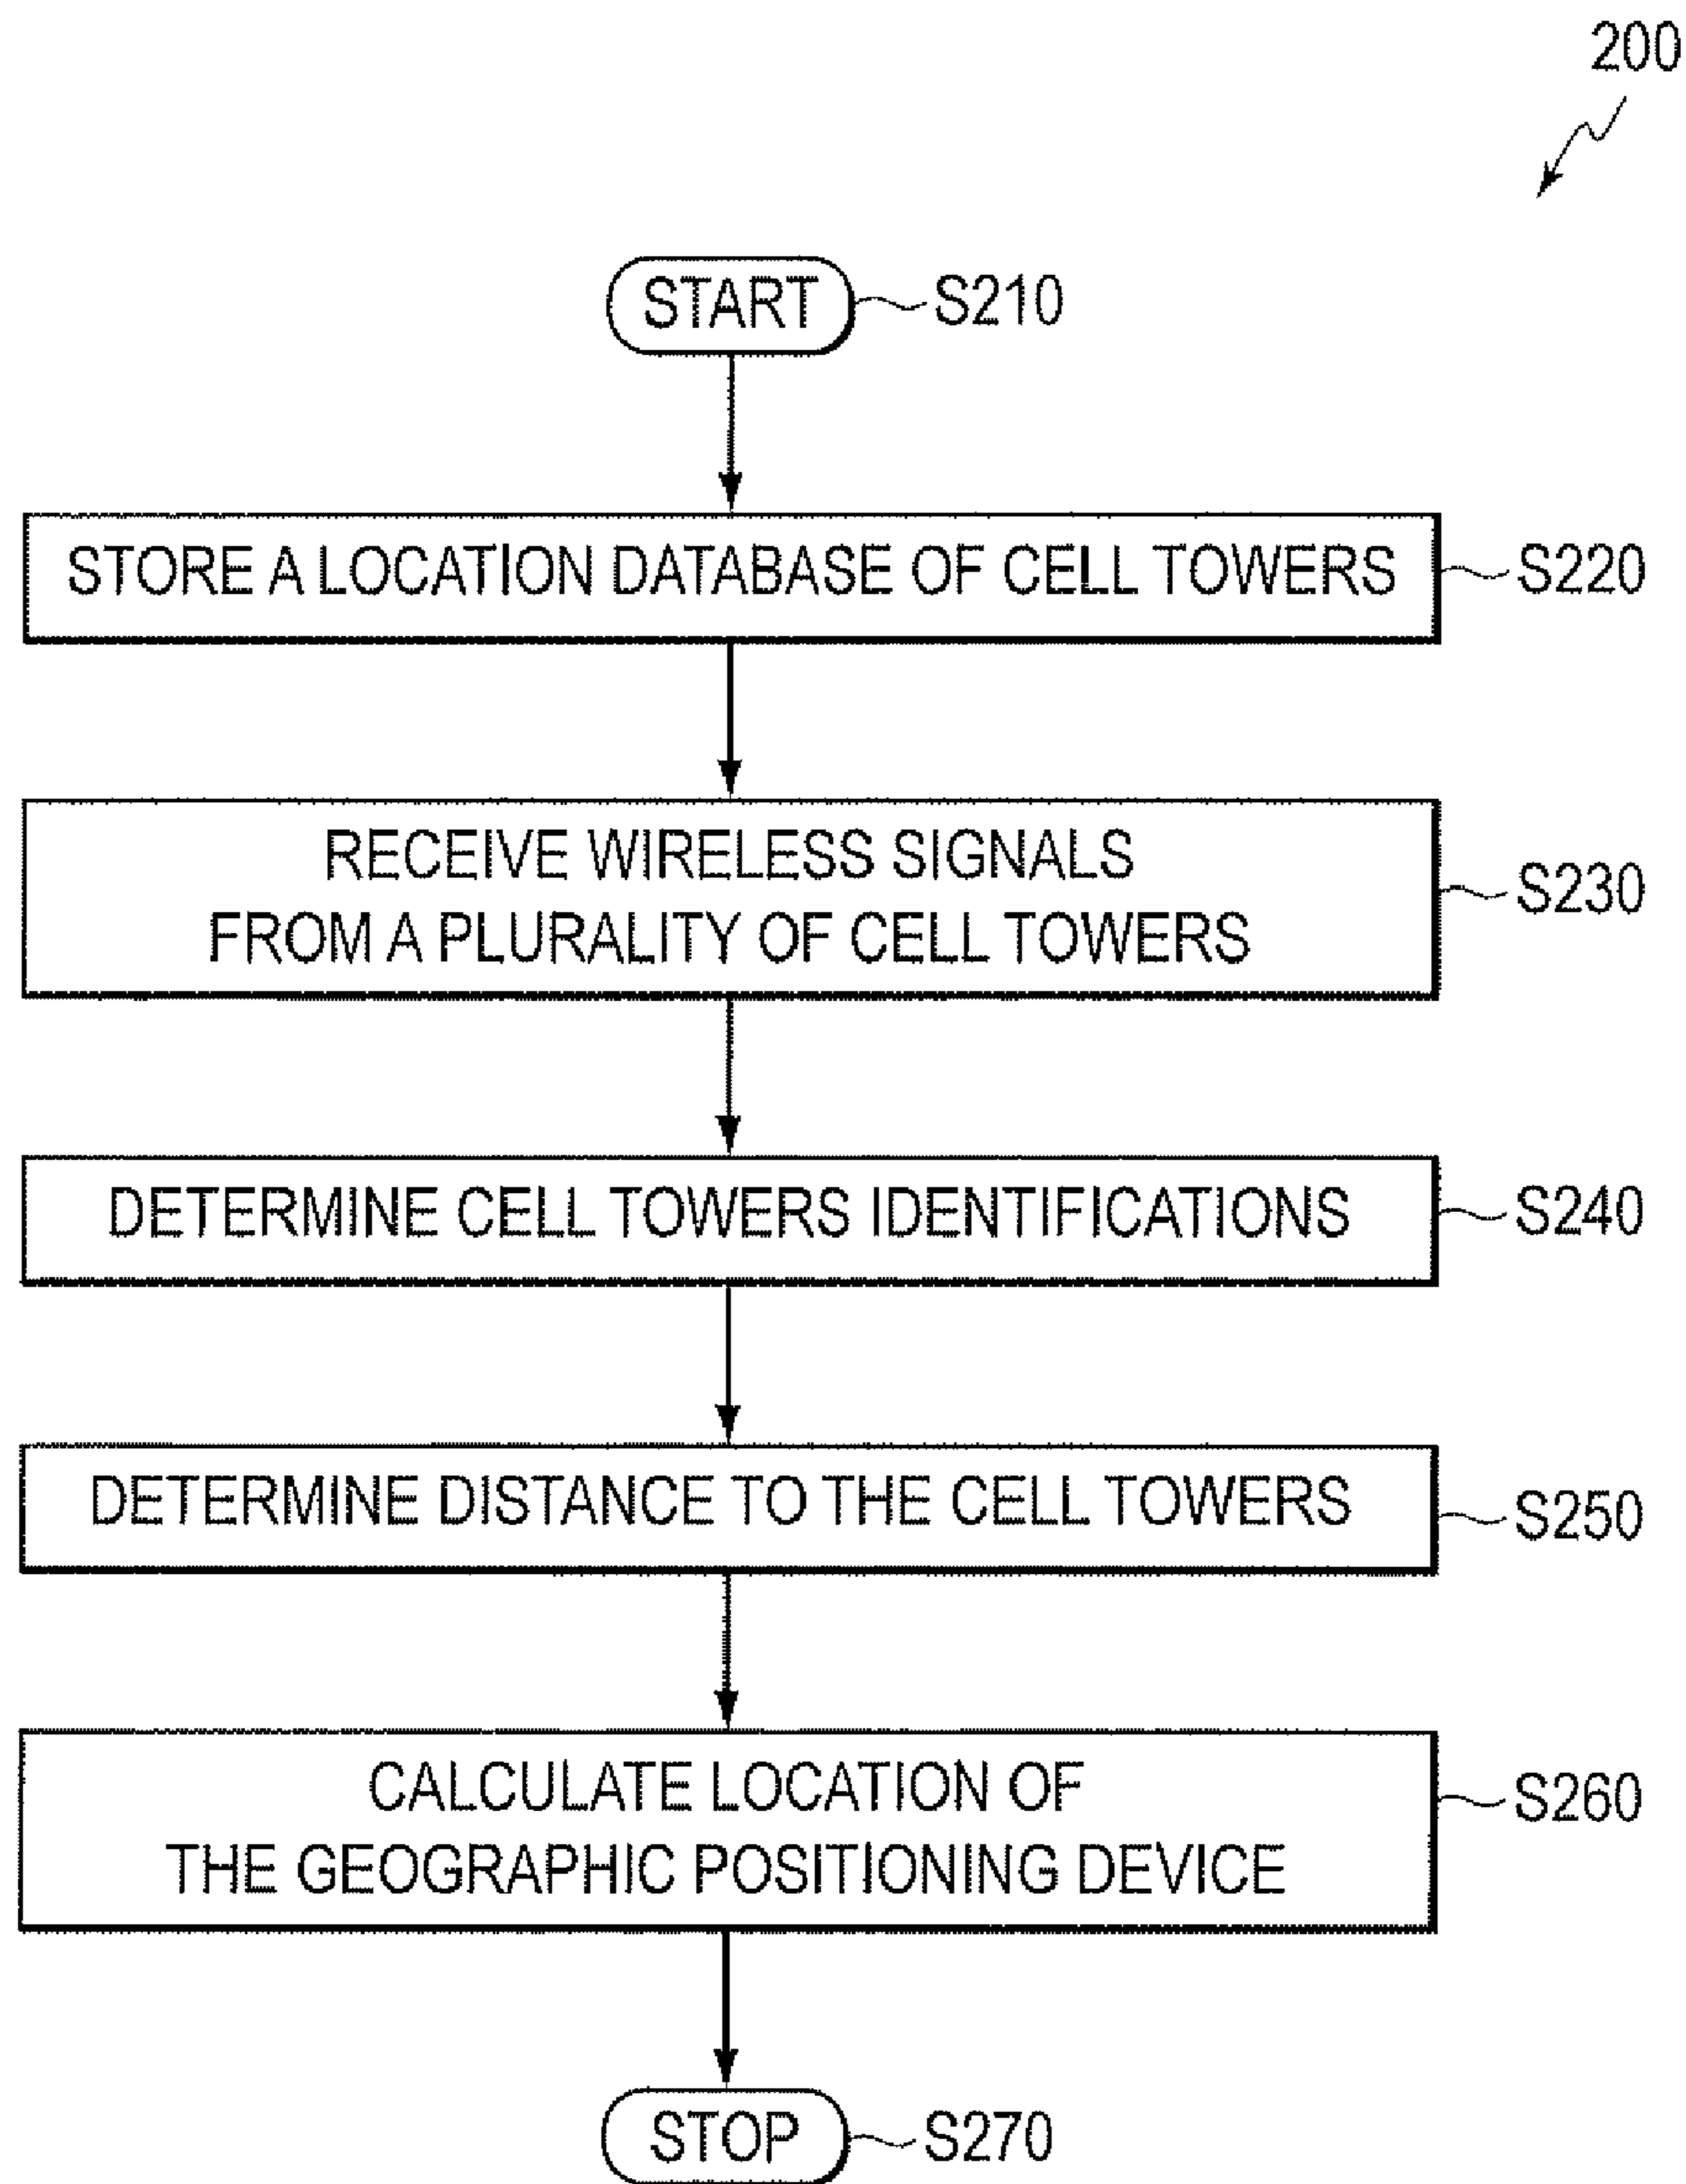 200
START
S210
STORE A LOCATION DATABASE OF CELL TOWERS
S220
RECEIVE WIRELESS SIGNALS
FROM A PLURALITY OF CELL TOWERS
S230
DETERMINE CELL TOWERS IDENTIFICATIONS
S240
DETERMINE DISTANCE TO THE CELL TOWERS
S250
CALCULATE LOCATION OF
THE GEOGRAPHIC POSITIONING DEVICE
S260
STOP
S270